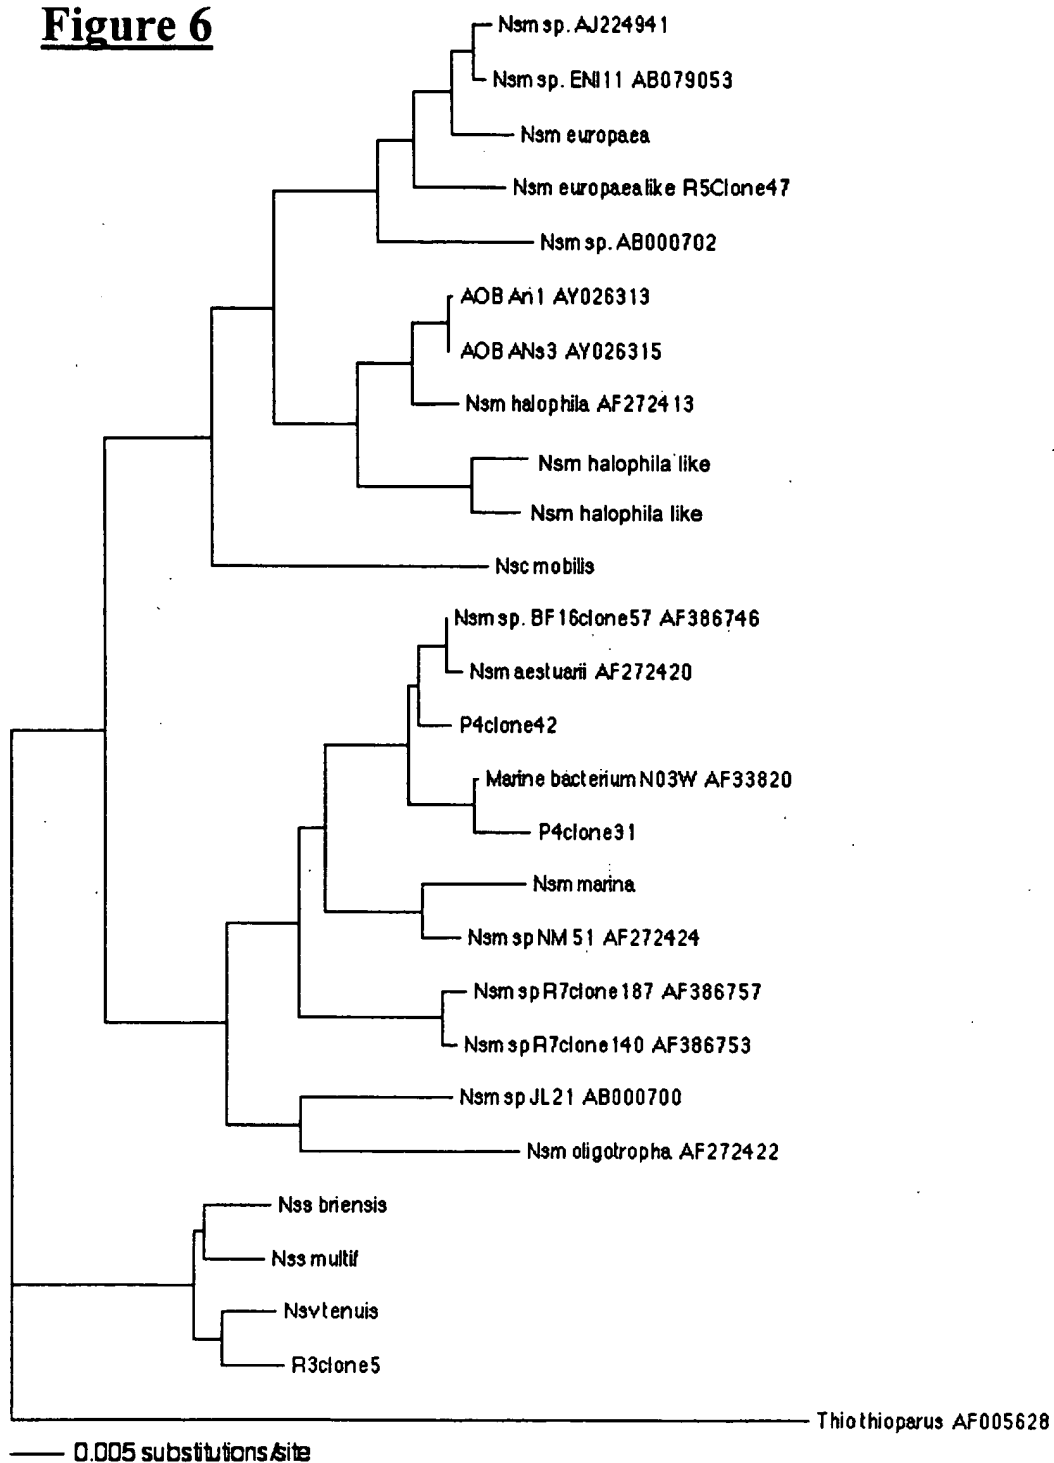 Figure 6
Nsm sp. AJ224941
Nsm sp. ENI11 AB079053
Nsm europaea
Nsm europaealike R5Clone47
Nsm sp. AB000702
AOB An1 AY026313
AOB ANs3 AY026315
Nsm halophila AF272413
Nsm halophila like
Nsm halophila like
Nsc mobilis
Nsm sp. BF16clone57 AF386746
Nsm aestuarii AF272420
P4clone42
Marine bacterium N03W AF33820
P4clone31
Nsm marina
Nsm sp NM51 AF272424
Nsm sp R7clone187 AF386757
Nsm sp R7clone140 AF386753
Nsm sp JL21 AB000700
Nsm oligotropha AF272422
Nss briensis
Nss multif
Nsv tenuis
R3clone5
Thio thioparus AF005628
0.005 substitutions/site